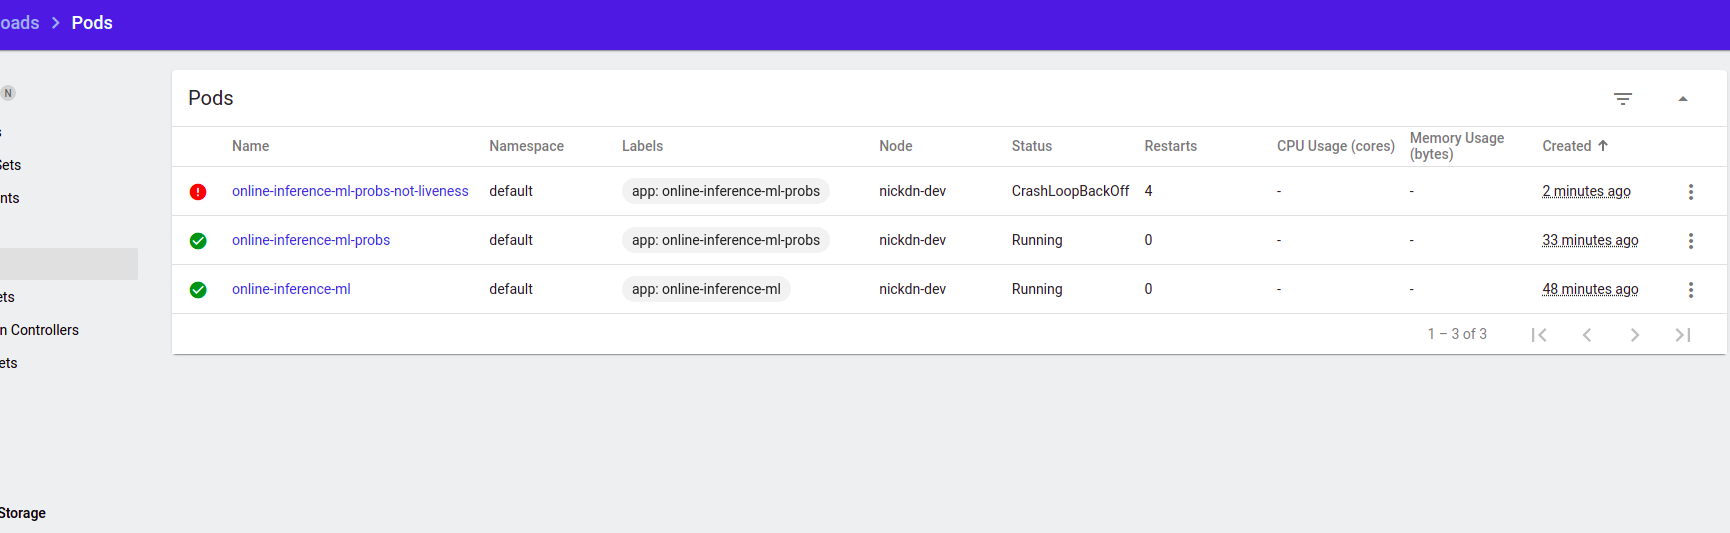 oads > Pods
N
s
Sets
nts
ets
n Controllers
ets
Storage
Pods
Name Namespace Labels Node Status Restarts CPU Usage (cores) Memory Usage (bytes) Created
online-inference-ml-probs-not-liveness default app: online-inference-ml-probs nickdn-dev CrashLoopBackOff 4 - - 2 minutes ago
online-inference-ml-probs default app: online-inference-ml-probs nickdn-dev Running 0 - - 33 minutes ago
online-inference-ml default app: online-inference-ml nickdn-dev Running 0 - - 48 minutes ago
1 – 3 of 3